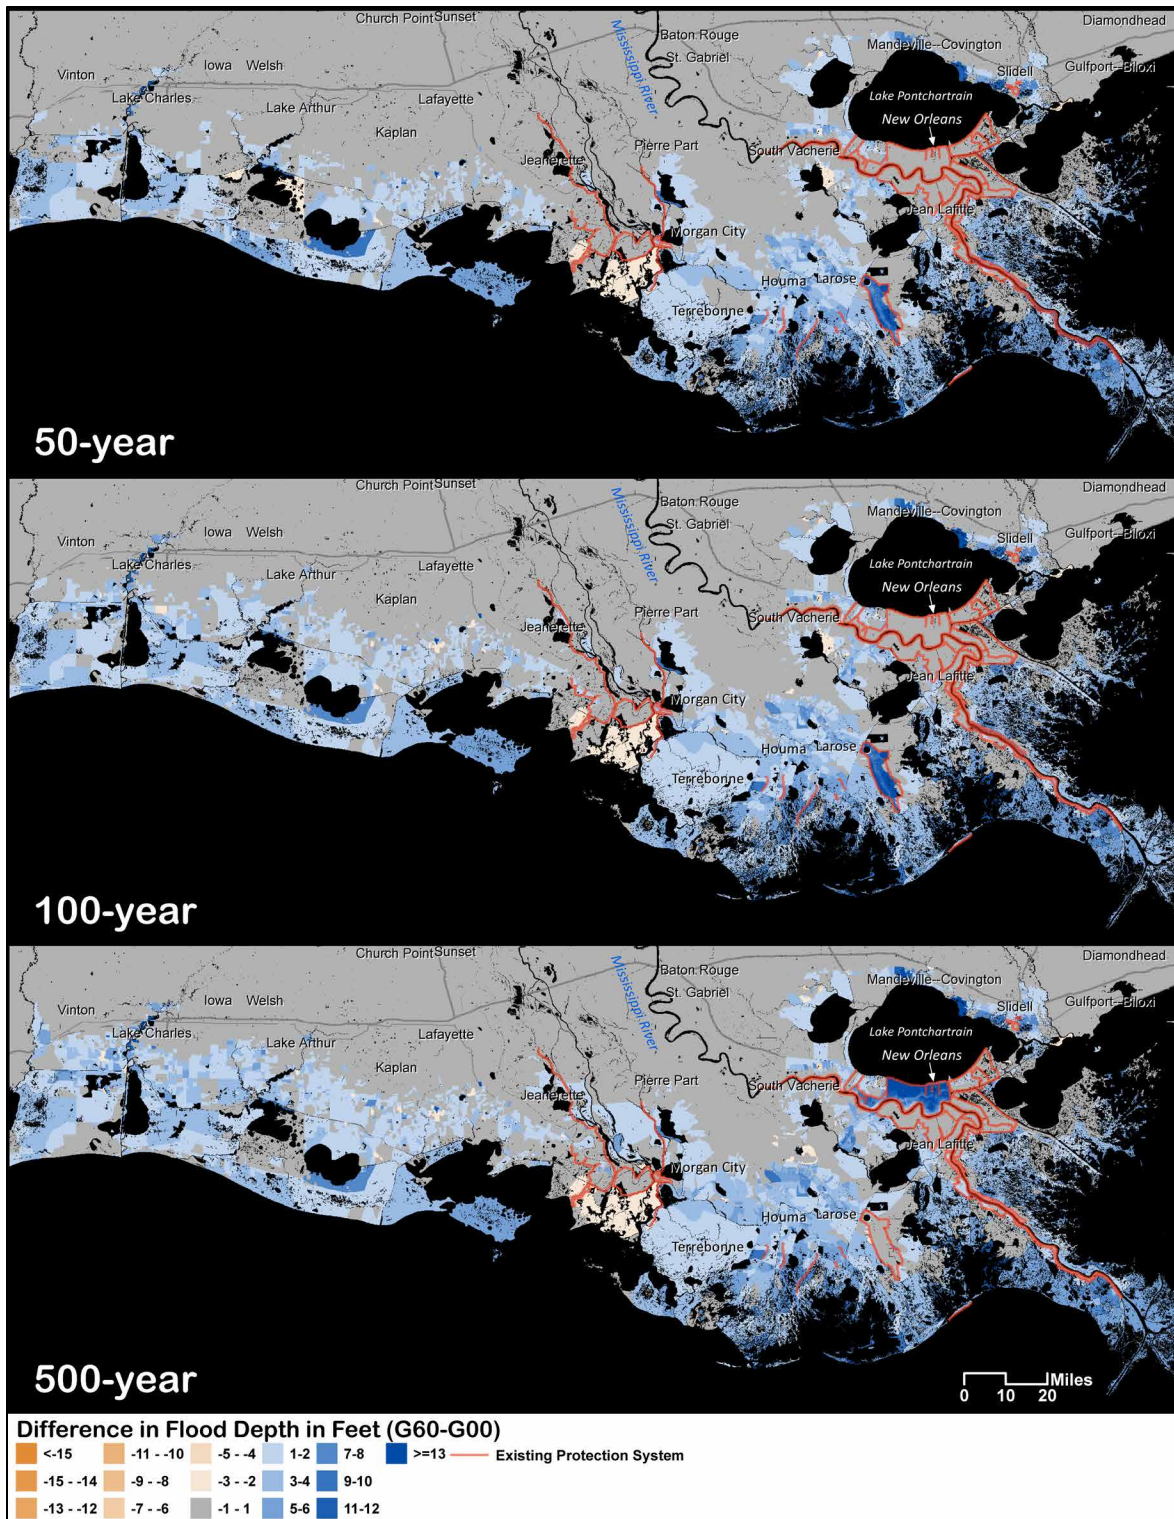 Church Point Sunset
Diamondhead
Baton Rouge
Mandeville--Covington
St. Gabriel
Iowa Welsh
Slidell
Gulfport--Biloxi
Vinton
Mississippi River
Lake Charles
Lafayette
Lake Arthur
Lake Pontchartrain
New Orleans
Kaplan
Pierre Part
South Vacherie
Jeanerette
Jean Lafitte
Morgan City
Houma
Larose
Terrebonne
50-year
Church Point Sunset
Diamondhead
Baton Rouge
Mandeville--Covington
St. Gabriel
Iowa Welsh
Slidell
Gulfport--Biloxi
Vinton
Mississippi River
Lake Charles
Lafayette
Lake Arthur
Lake Pontchartrain
New Orleans
Kaplan
Pierre Part
South Vacherie
Jeanerette
Jean Lafitte
Morgan City
Houma
Larose
Terrebonne
100-year
Church Point Sunset
Diamondhead
Baton Rouge
Mandeville--Covington
St. Gabriel
Iowa Welsh
Slidell
Gulfport--Biloxi
Vinton
Mississippi River
Lake Charles
Lafayette
Lake Arthur
Lake Pontchartrain
New Orleans
Kaplan
Pierre Part
South Vacherie
Jeanerette
Jean Lafitte
Morgan City
Houma
Larose
Terrebonne
500-year
Miles
0 10 20
Difference in Flood Depth in Feet (G60-G00)
<-15 -11 - -10 -5 - -4 1-2 7-8 >=13 Existing Protection System
-15 - -14 -9 - -8 -3 - -2 3-4 9-10
-13 - -12 -7 - -6 -1 - 1 5-6 11-12